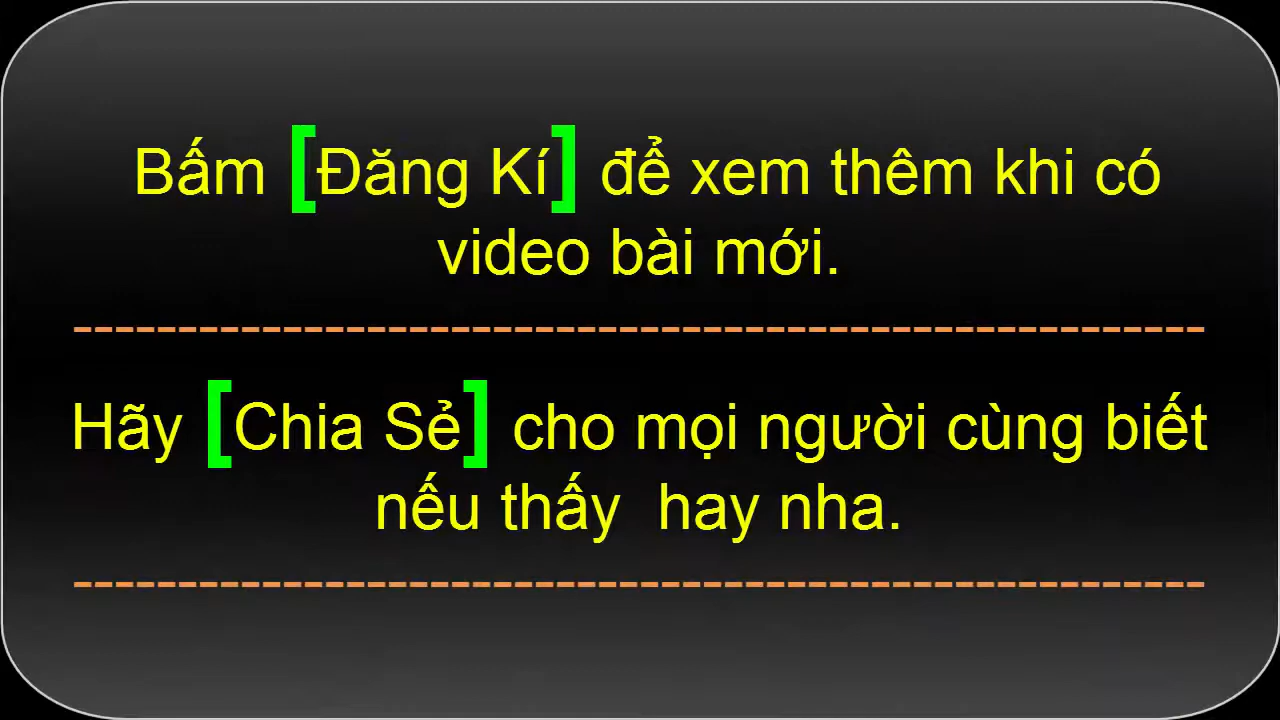 Bấm [Đăng Kí] để xem thêm khi có
video bài mới.
------------------------------------------------------
Hãy [Chia Sẻ] cho mọi người cùng biết
nếu thấy  hay nha.
------------------------------------------------------